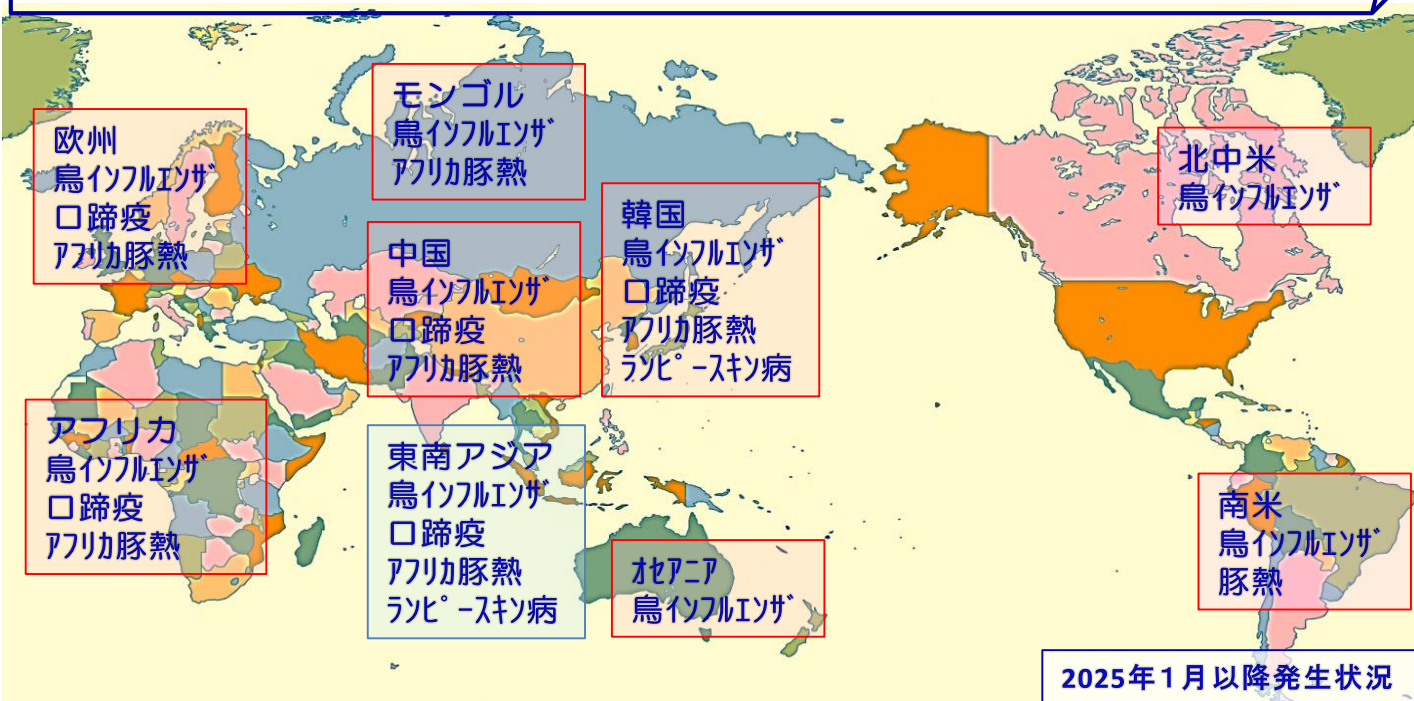 欧州
鳥インフルエンザ
口蹄疫
アフリカ豚熱
モンゴル
鳥インフルエンザ
アフリカ豚熱
中国
鳥インフルエンザ
口蹄疫
アフリカ豚熱
韓国
鳥インフルエンザ
口蹄疫
アフリカ豚熱
ランピースキン病
北中米
鳥インフルエンザ
アフリカ
鳥インフルエンザ
口蹄疫
アフリカ豚熱
東南アジア
鳥インフルエンザ
口蹄疫
アフリカ豚熱
ランピースキン病
オセアニア
鳥インフルエンザ
南米
鳥インフルエンザ
豚熱
2025年1月以降発生状況